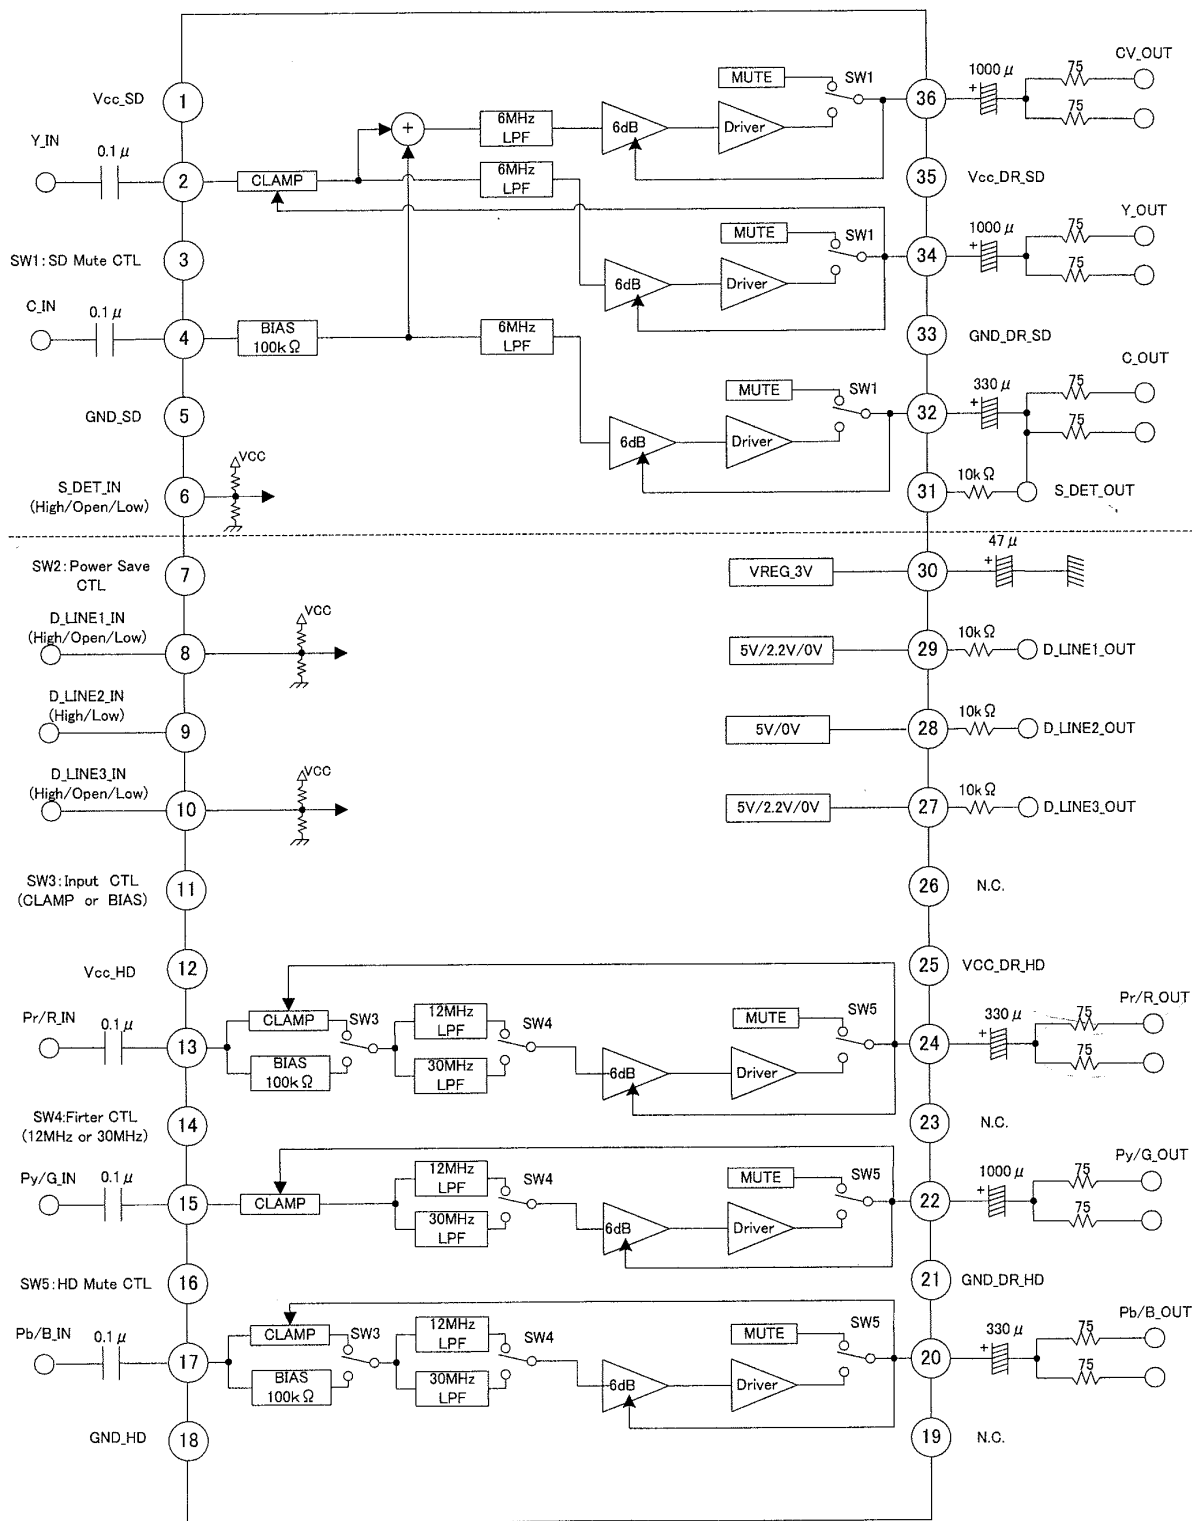 CV_OUT
1000μ
75
75
+
36
SW1
MUTE
Driver
6dB
6MHz
LPF
+
Vcc_SD
1
Y_IN
0.1μ
2
CLAMP
6MHz
LPF
35
Vcc_DR_SD
Y_OUT
1000μ
75
75
+
34
SW1
MUTE
Driver
6dB
SW1:SD Mute CTL
3
C_IN
0.1μ
4
BIAS
100kΩ
6MHz
LPF
33
GND_DR_SD
C_OUT
330μ
75
75
+
32
SW1
MUTE
Driver
6dB
GND_SD
5
S_DET_IN
(High/Open/Low)
6
VCC
31
10kΩ
S_DET_OUT
SW2:Power Save
CTL
7
VREG_3V
30
+
47μ
D_LINE1_IN
(High/Open/Low)
8
VCC
5V/2.2V/0V
29
10kΩ
D_LINE1_OUT
D_LINE2_IN
(High/Low)
9
5V/0V
28
10kΩ
D_LINE2_OUT
D_LINE3_IN
(High/Open/Low)
10
VCC
5V/2.2V/0V
27
10kΩ
D_LINE3_OUT
SW3:Input CTL
(CLAMP or BIAS)
11
26
N.C.
Vcc_HD
12
25
VCC_DR_HD
Pr/R_IN
0.1μ
13
CLAMP
BIAS
100kΩ
SW3
12MHz
LPF
30MHz
LPF
SW4
6dB
Driver
MUTE
SW5
24
+
330μ
75
75
Pr/R_OUT
SW4:Firter CTL
(12MHz or 30MHz)
14
23
N.C.
Py/G_IN
0.1μ
15
CLAMP
12MHz
LPF
30MHz
LPF
SW4
6dB
Driver
MUTE
SW5
22
+
1000μ
75
75
Py/G_OUT
SW5:HD Mute CTL
16
21
GND_DR_HD
Pb/B_IN
0.1μ
17
CLAMP
BIAS
100kΩ
SW3
12MHz
LPF
30MHz
LPF
SW4
6dB
Driver
MUTE
SW5
20
+
330μ
75
75
Pb/B_OUT
GND_HD
18
19
N.C.